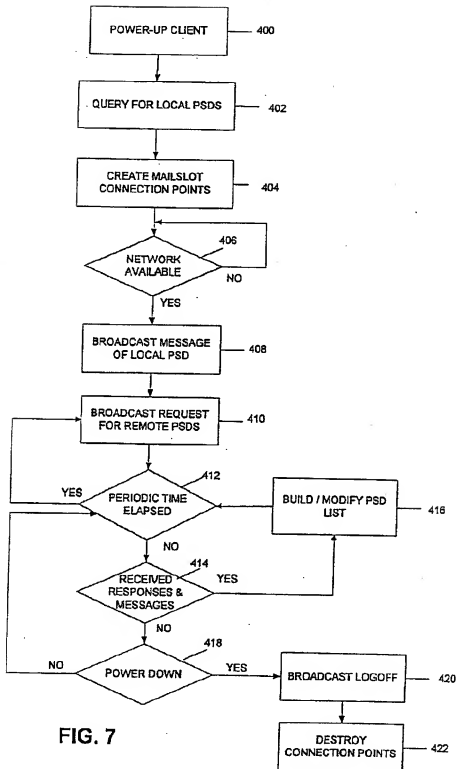 POWER-UP CLIENT
400
QUERY FOR LOCAL PSDS
402
CREATE MAILSLOT
CONNECTION POINTS
404
406
NETWORK
AVAILABLE
NO
YES
BROADCAST MESSAGE
OF LOCAL PSD
408
BROADCAST REQUEST
FOR REMOTE PSDS
410
412
YES
PERIODIC TIME
ELAPSED
BUILD / MODIFY PSD
LIST
416
NO
414
RECEIVED
RESPONSES &
MESSAGES
YES
NO
418
NO
POWER DOWN
YES
BROADCAST LOGOFF
420
FIG. 7
DESTROY
CONNECTION POINTS
422